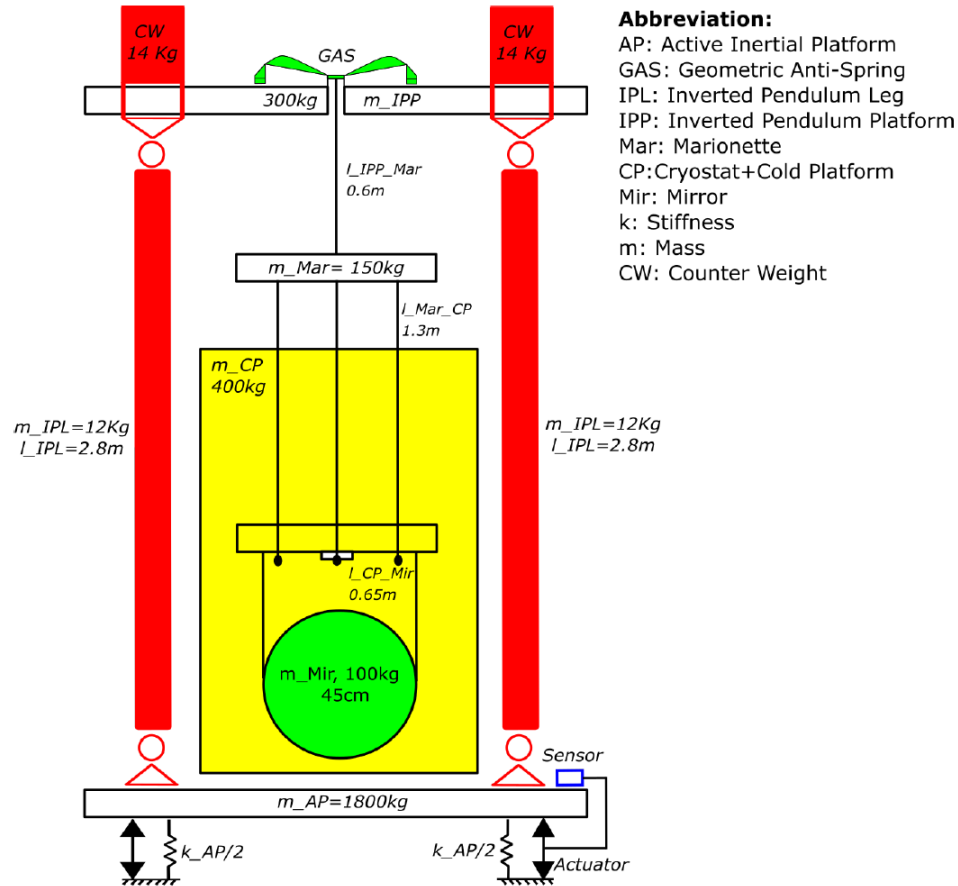 CW
14 Kg
GAS
CW
14 Kg
300kg
m_IPP
l_IPP_Mar
0.6m
m_Mar= 150kg
l_Mar_CP
1.3m
m_CP
400kg
m_IPL=12Kg
l_IPL=2.8m
m_IPL=12Kg
l_IPL=2.8m
l_CP_Mir
0.65m
m_Mir, 100kg
45cm
Sensor
m_AP=1800kg
k_AP/2
k_AP/2
Actuator
Abbreviation:
AP: Active Inertial Platform
GAS: Geometric Anti-Spring
IPL: Inverted Pendulum Leg
IPP: Inverted Pendulum Platform
Mar: Marionette
CP:Cryostat+Cold Platform
Mir: Mirror
k: Stiffness
m: Mass
CW: Counter Weight